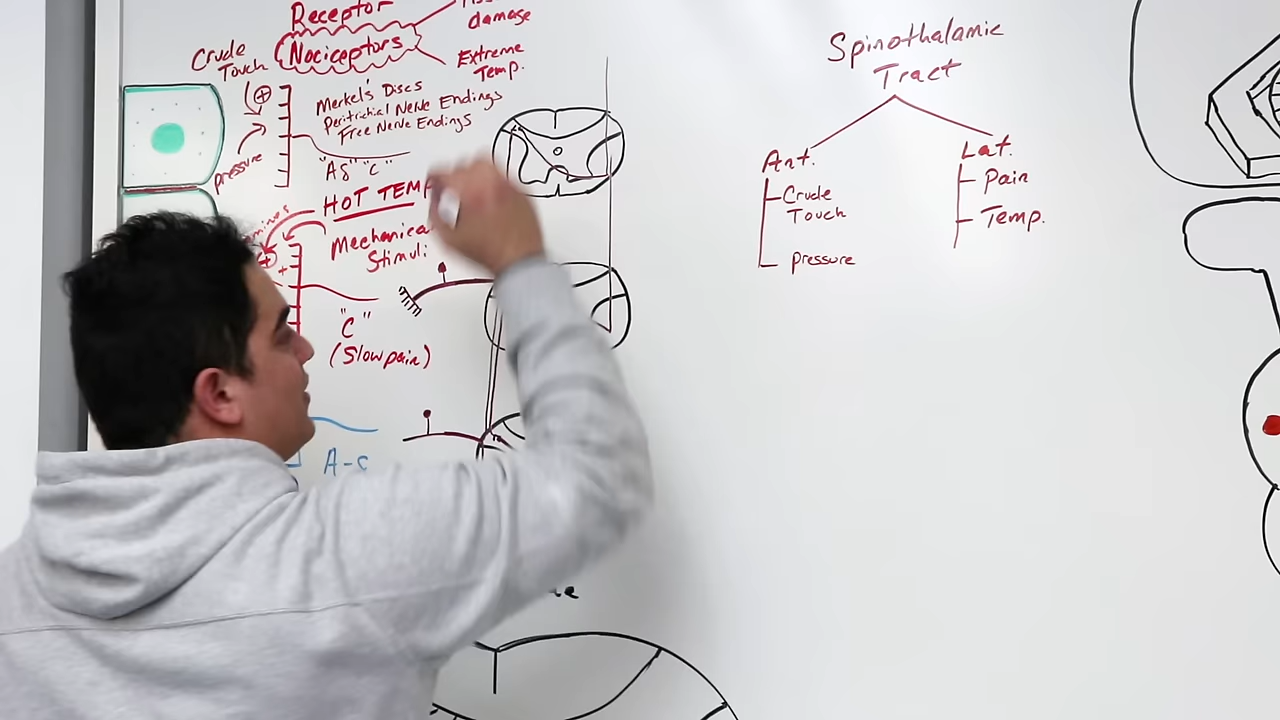 Receptor
Nociceptors
damage
Extreme
Temp.
Crude
Touch
pressure
Merkel's Discs
Peritrichial Nerve Endings
Free Nerve Endings
"Aδ" "C"
HOT TEMP
Mechanical
Stimuli
"C"
(Slow pain)
A-δ
Spinothalamic
Tract
Ant.
Crude
Touch
pressure
Lat.
Pain
Temp.